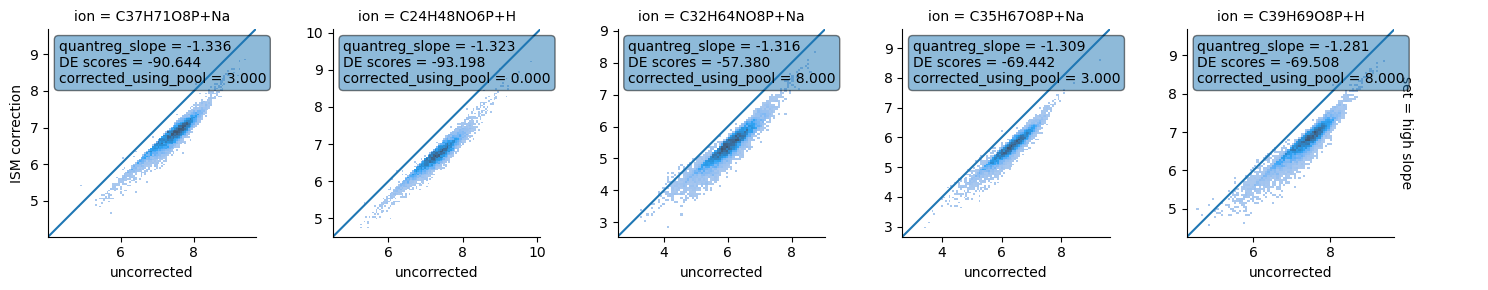 ion = C37H71O8P+Na
ion = C24H48NO6P+H
ion = C32H64NO8P+Na
ion = C35H67O8P+Na
ion = C39H69O8P+H
quantreg_slope = -1.336
DE scores = -90.644
corrected_using_pool = 3.000
quantreg_slope = -1.323
DE scores = -93.198
corrected_using_pool = 0.000
quantreg_slope = -1.316
DE scores = -57.380
corrected_using_pool = 8.000
quantreg_slope = -1.309
DE scores = -69.442
corrected_using_pool = 3.000
quantreg_slope = -1.281
DE scores = -69.508
corrected_using_pool = 8.000
ISM correction
9
8
7
6
5
10
9
8
7
6
5
9
8
7
6
5
4
3
9
8
7
6
5
4
3
9
8
7
6
5
set = high slope
6 8
6 8 10
4 6 8
4 6 8
6 8
uncorrected
uncorrected
uncorrected
uncorrected
uncorrected